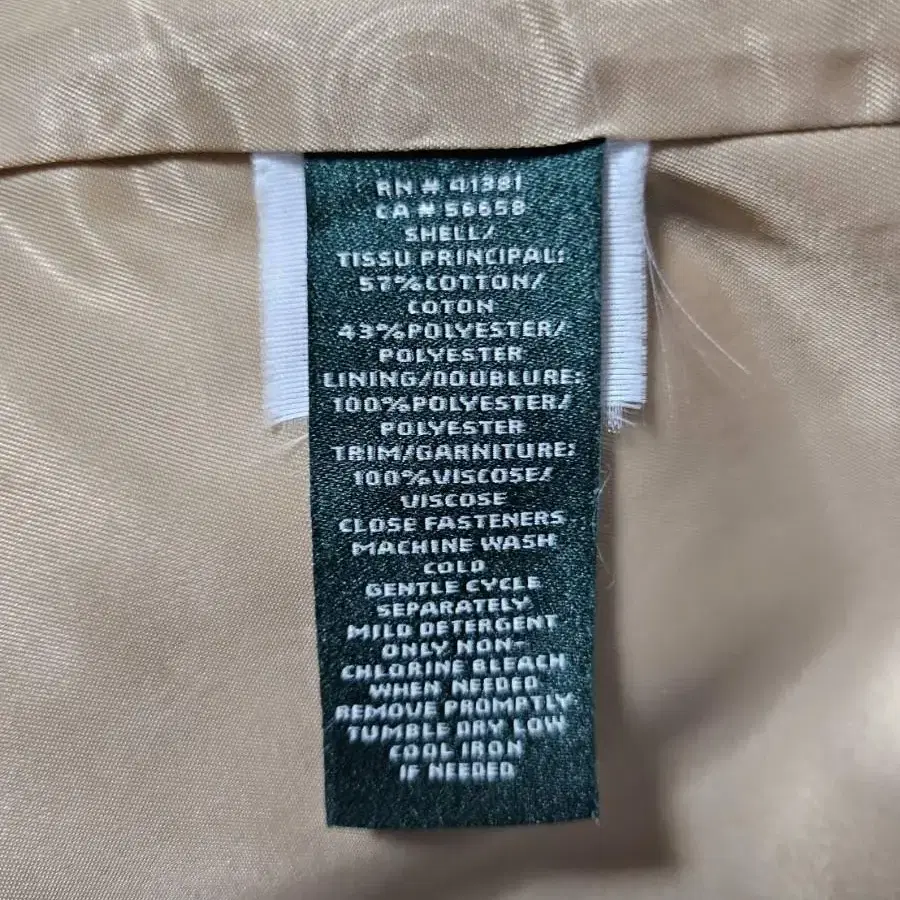 RN # 41381
CA # 56658
SHELL/
TISSU PRINCIPAL:
57%COTTON/
COTON
43%POLYESTER/
POLYESTER
LINING/DOUBLURE:
100%POLYESTER/
POLYESTER
TRIM/GARNITURE:
100%VISCOSE/
VISCOSE
CLOSE FASTENERS
MACHINE WASH
COLD
GENTLE CYCLE
SEPARATELY
MILD DETERGENT
ONLY NON-
CHLORINE BLEACH
WHEN NEEDED
REMOVE PROMPTLY
TUMBLE DRY LOW
COOL IRON
IF NEEDED